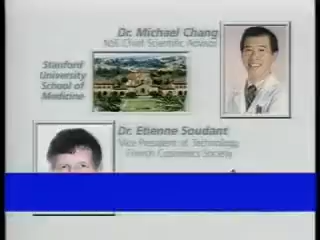 Dr. Michael Chang
NSE Chief Scientific Advisor
Stanford
University
School of
Medicine
Dr. Etienne Soudant
Vice President of Technology
French Cosmetics Society